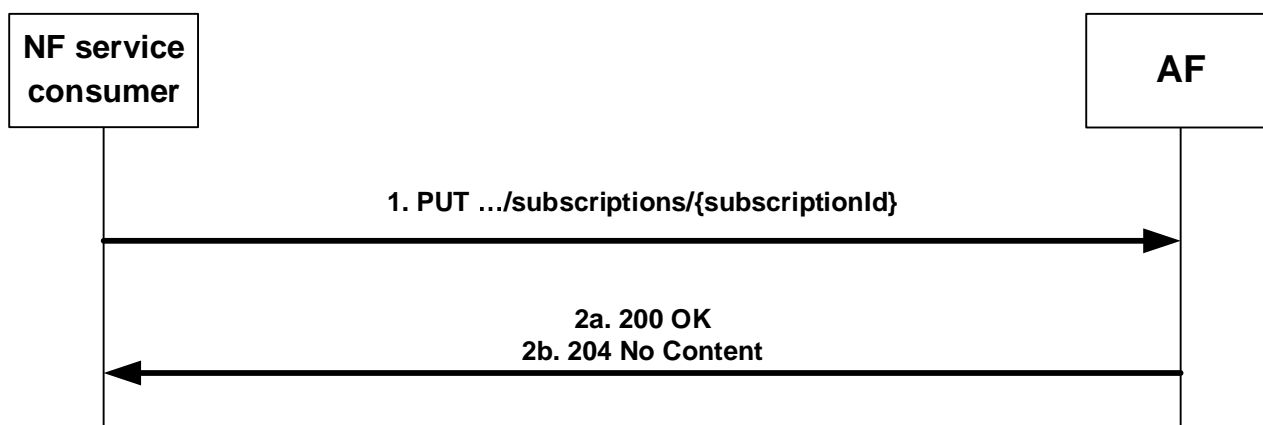 NF service
consumer
AF
1. PUT …/subscriptions/{subscriptionId}
2a. 200 OK
2b. 204 No Content